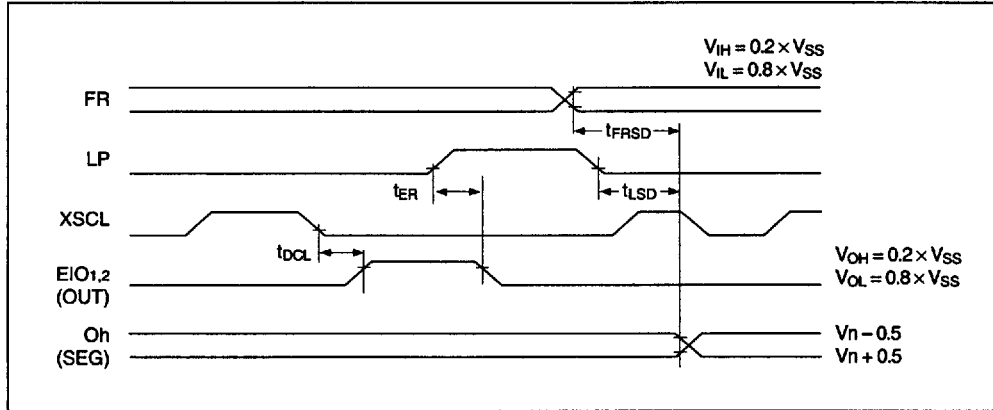 VIH = 0.2 × VSS
VIL = 0.8 × VSS
FR
tFRSD
LP
tER
tLSD
XSCL
tDCL
EIO1,2
(OUT)
VOH = 0.2 × VSS
VOL = 0.8 × VSS
Oh
(SEG)
Vn – 0.5
Vn + 0.5